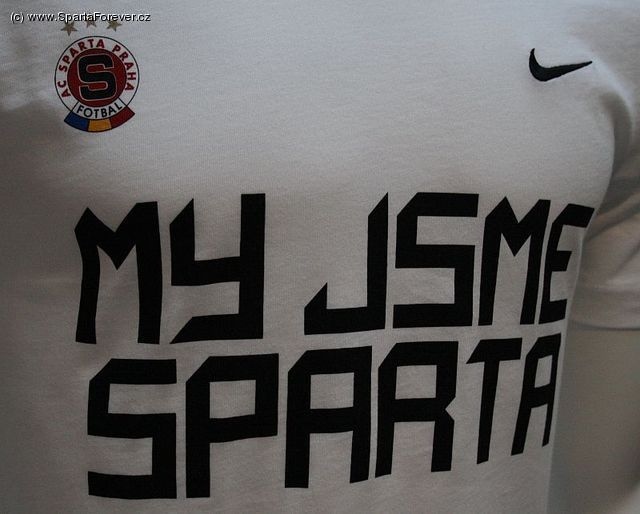 (c) www.SpartaForever.cz
AC SPARTA PRAHA
S
FOTBAL
MY JSME
SPARTA